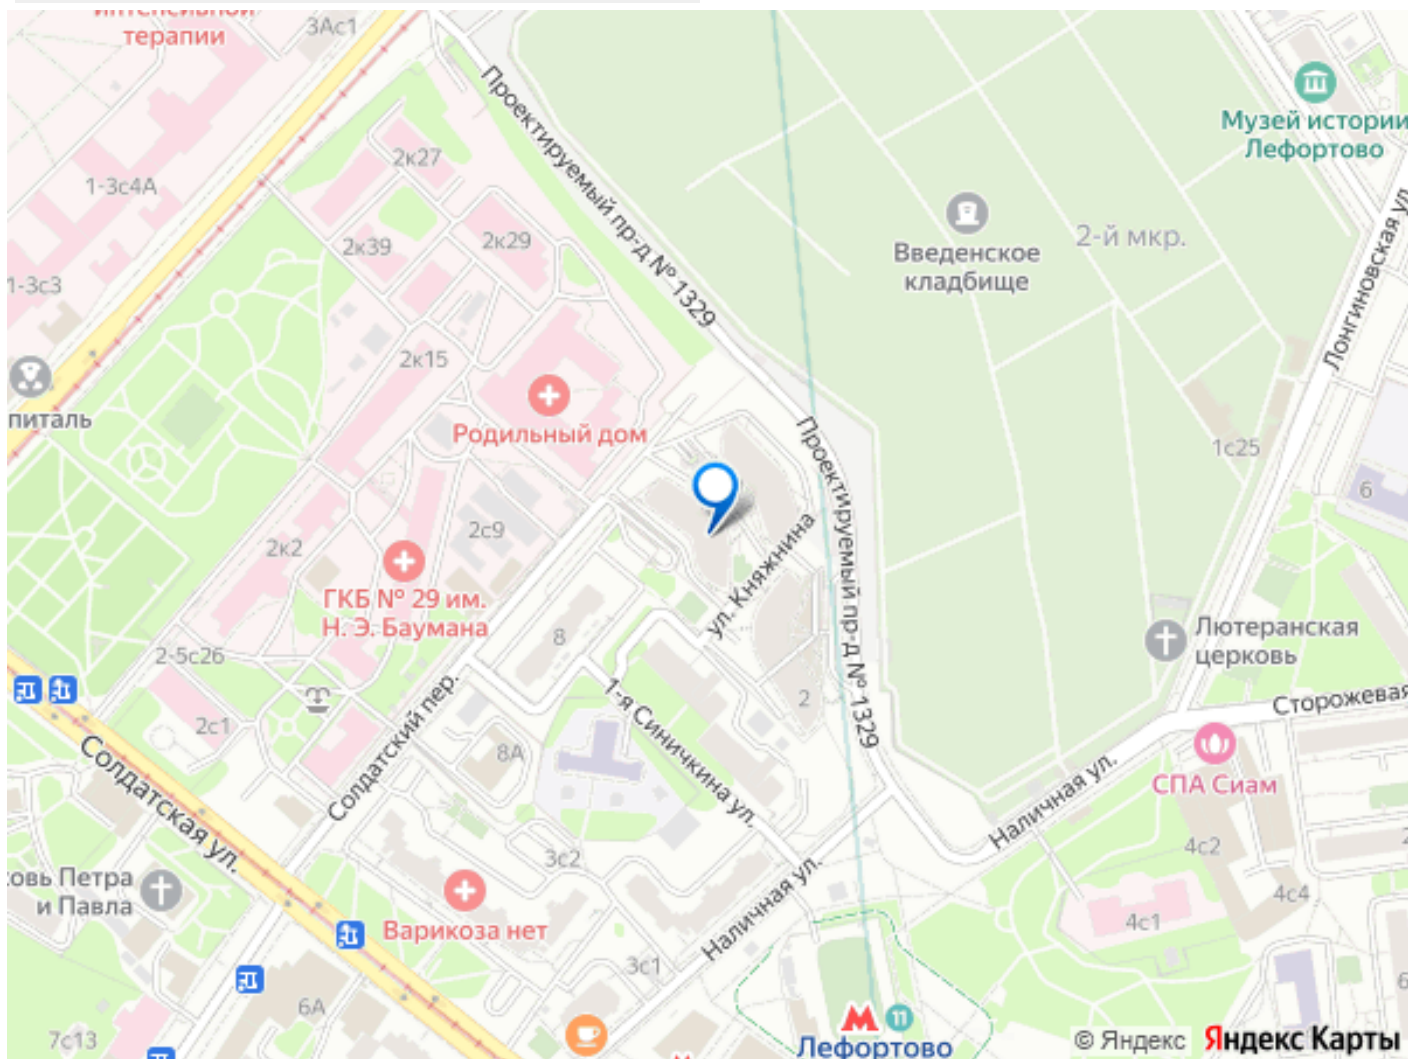 интенсивной
терапии
3Ас1
Музей истории
Лефортово
Проектируемый пр-д № 1329
2к27
1-3с4А
2к39
2к29
Введенское
кладбище
2-й мкр.
Лонгиновская ул.
1-3с3
2к15
питаль
Родильный дом
Проектируемый пр-д № 1329
1с25
6
2с9
2к2
ГКБ № 29 им.
Н. Э. Баумана
ул. Княжнина
8
2-5с26
Лютеранская
церковь
2с1
Солдатский пер.
1-я Синичкина ул.
2
Сторожевая
8А
СПА Сиам
Солдатская ул.
Наличная ул.
3с2
4с2
овь Петра
и Павла
4с4
Варикоза нет
4с1
Наличная ул.
3с1
6А
7с13
11
Лефортово
© Яндекс Яндекс Карты